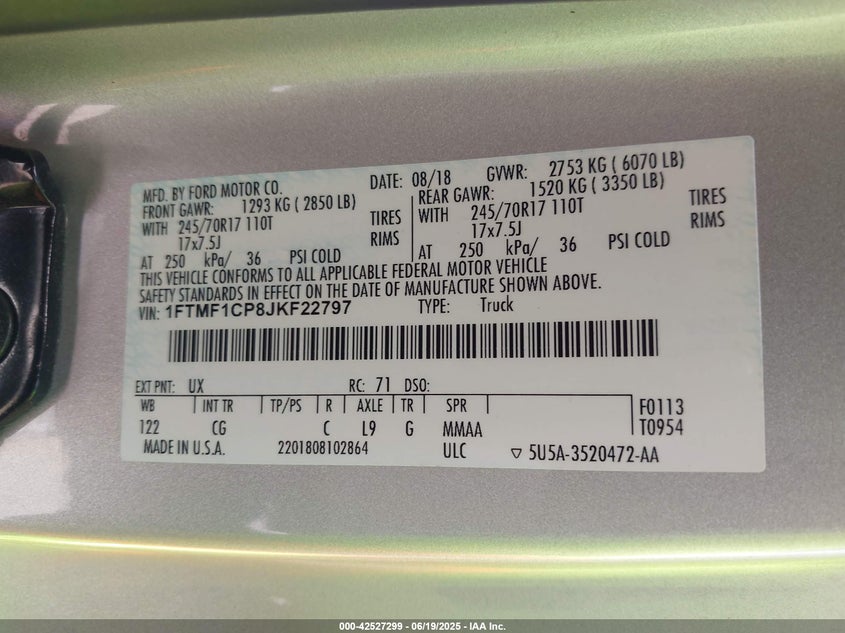 MFD. BY FORD MOTOR CO. DATE: 08/18 GVWR: 2753 KG ( 6070 LB)
FRONT GAWR: 1293 KG ( 2850 LB) REAR GAWR: 1520 KG ( 3350 LB)
WITH 245/70R17 110T TIRES WITH 245/70R17 110T TIRES
17x7.5J RIMS 17x7.5J RIMS
AT 250 kPa/ 36 PSI COLD AT 250 kPa/ 36 PSI COLD
THIS VEHICLE CONFORMS TO ALL APPLICABLE FEDERAL MOTOR VEHICLE
SAFETY STANDARDS IN EFFECT ON THE DATE OF MANUFACTURE SHOWN ABOVE.
VIN: 1FTMF1CP8JKF22797 TYPE: Truck
EXT PNT: UX RC: 71 DSO:
WB INT TR TP/PS R AXLE TR SPR F0113
122 CG C L9 G MMAA T0954
MADE IN U.S.A. 2201808102864 ULC ▽ 5U5A-3520472-AA
000-42527299 - 06/19/2025 - IAA Inc.